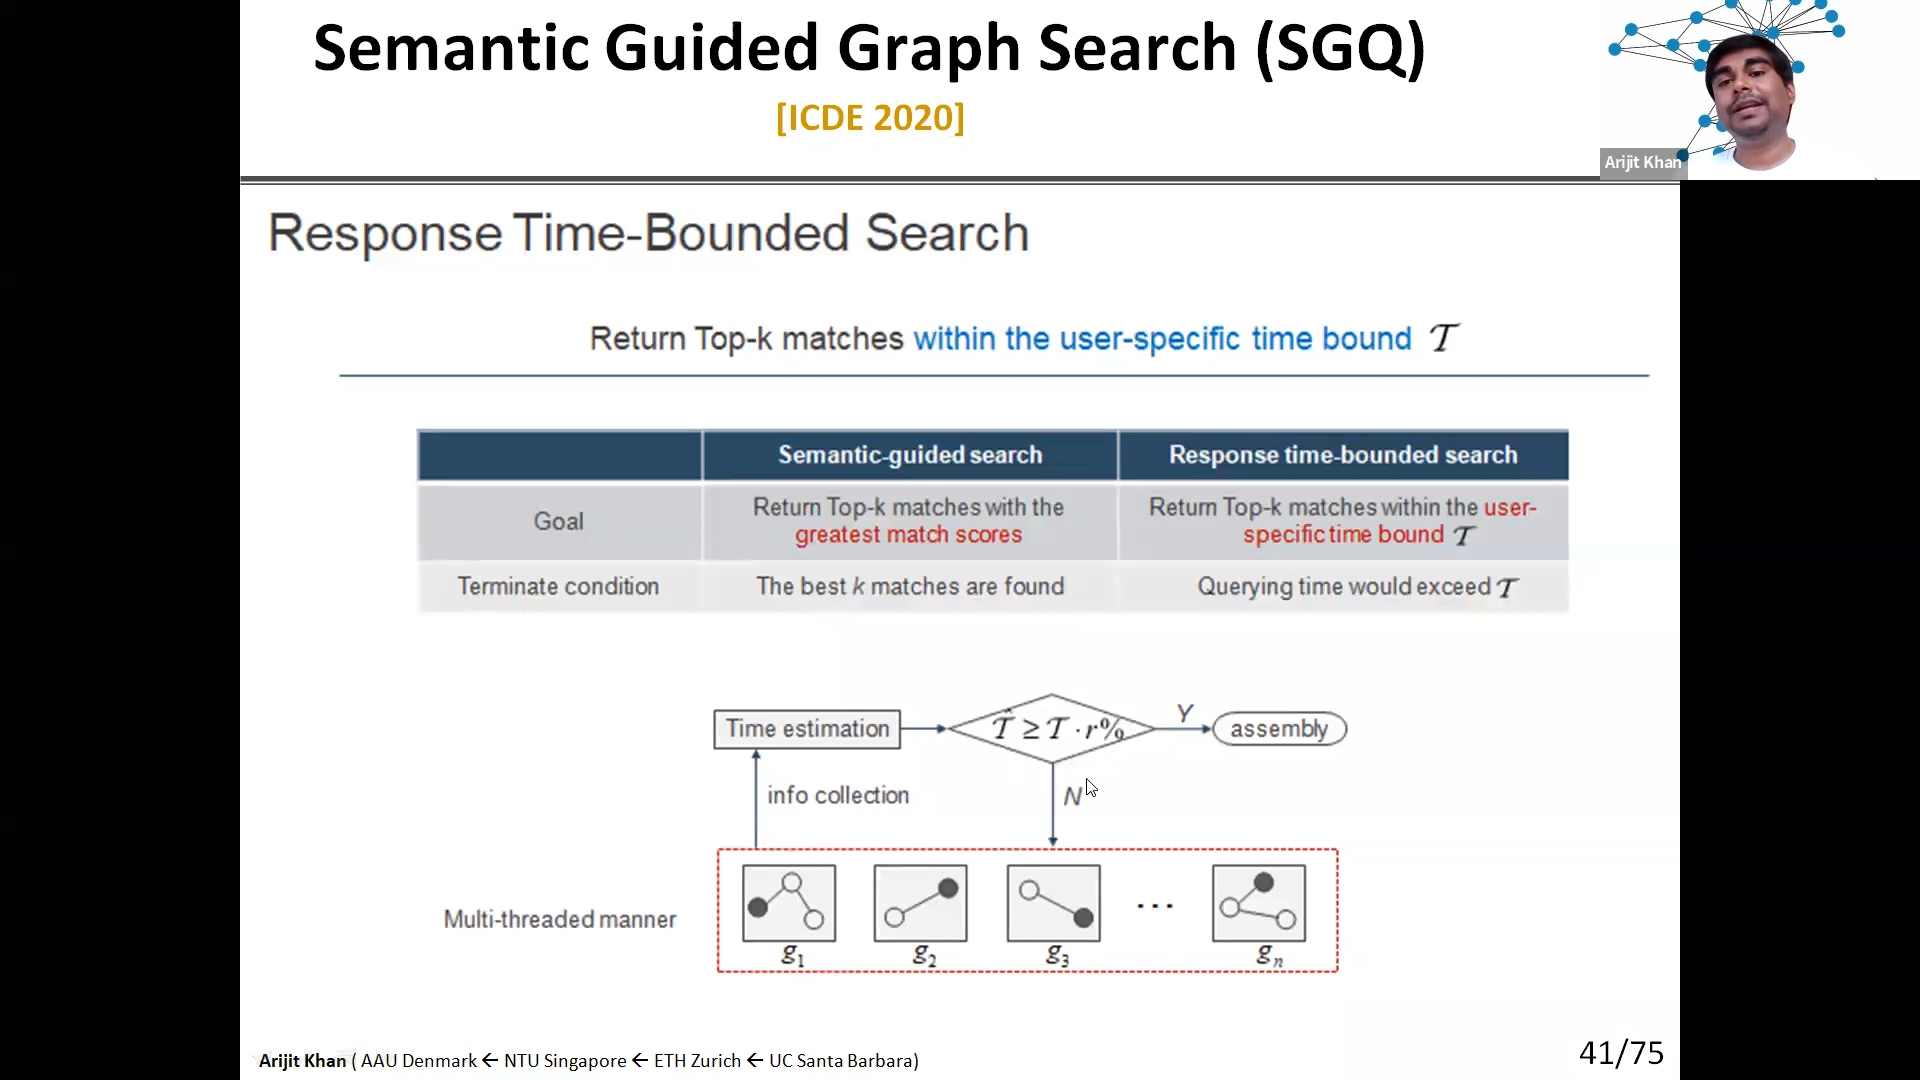 Semantic Guided Graph Search (SGQ)
[ICDE 2020]
Arijit Khan
Response Time-Bounded Search
Return Top-k matches within the user-specific time bound 𝒯
Semantic-guided search
Response time-bounded search
Goal
Return Top-k matches with the
greatest match scores
Return Top-k matches within the user-
specific time bound 𝒯
Terminate condition
The best k matches are found
Querying time would exceed 𝒯
Time estimation
𝒯̂ ≥ 𝒯 · r%
Y
assembly
info collection
N
Multi-threaded manner
...
g1
g2
g3
gn
Arijit Khan ( AAU Denmark ← NTU Singapore ← ETH Zurich ← UC Santa Barbara)
41/75